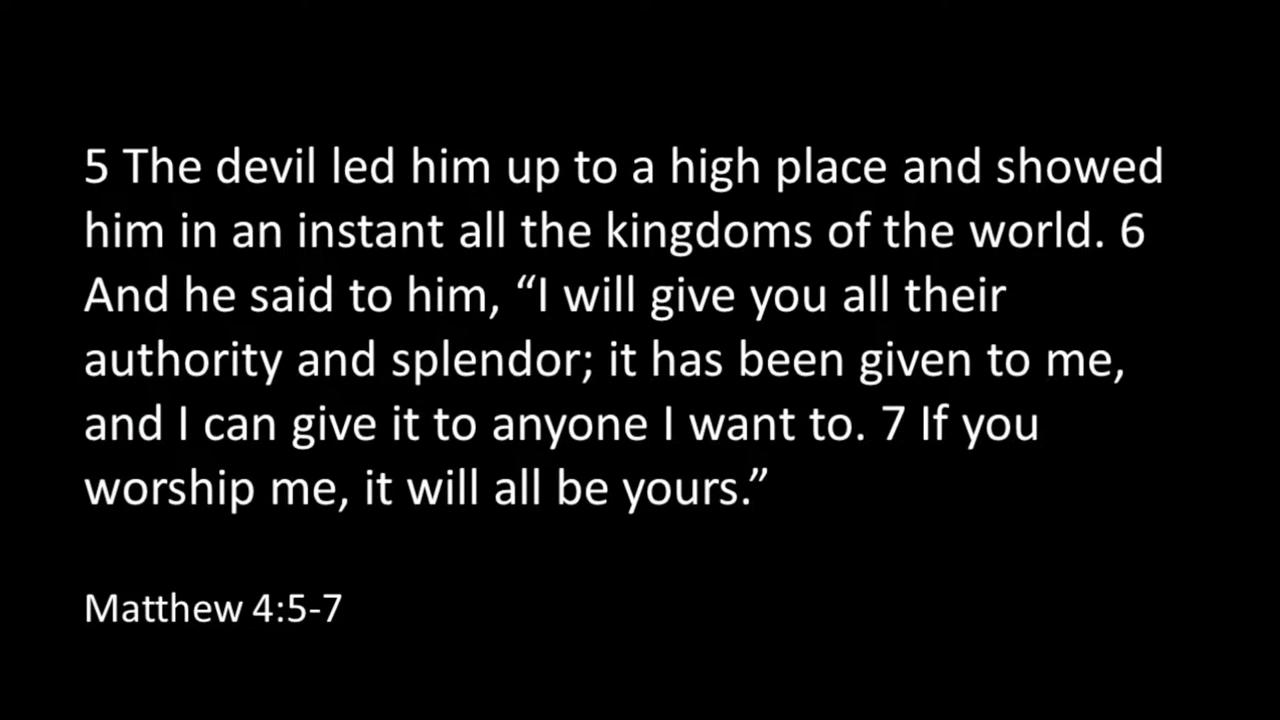 5 The devil led him up to a high place and showed
him in an instant all the kingdoms of the world. 6
And he said to him, “I will give you all their
authority and splendor; it has been given to me,
and I can give it to anyone I want to. 7 If you
worship me, it will all be yours.”
Matthew 4:5-7